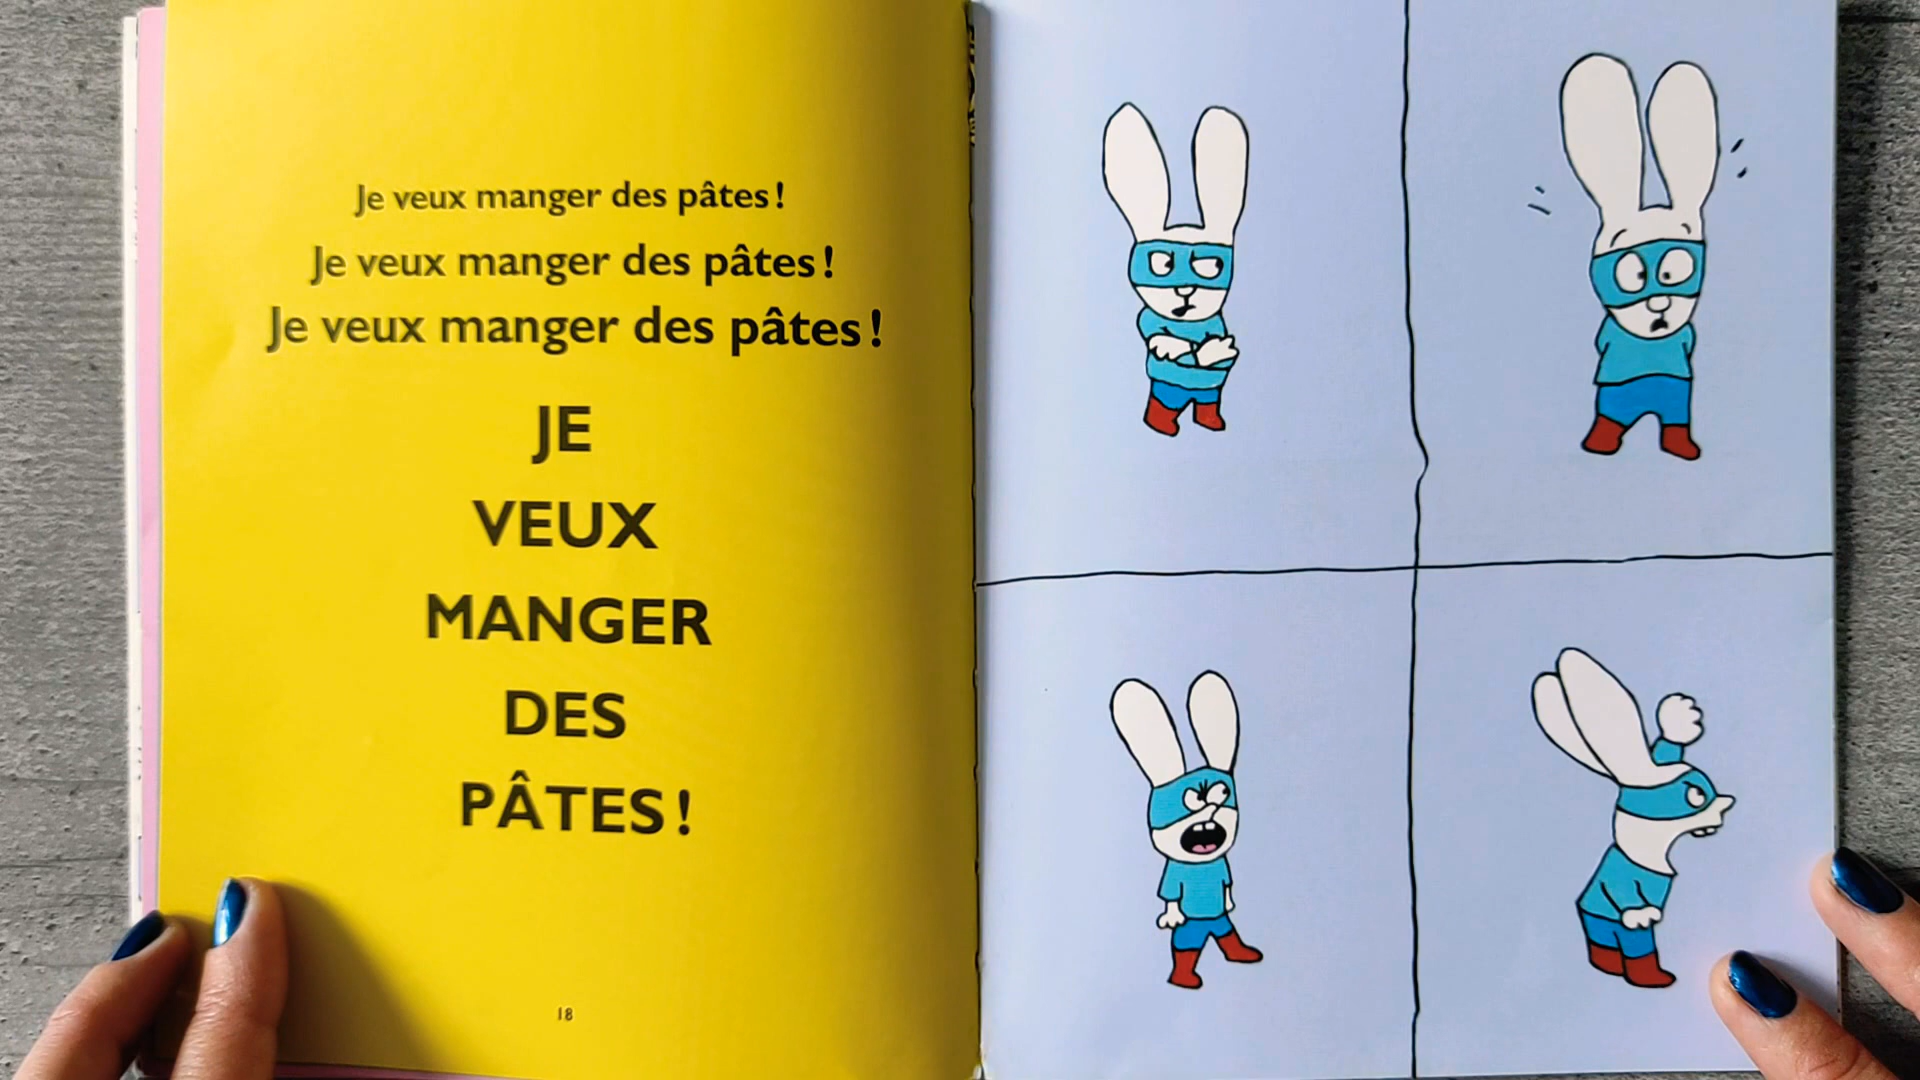 Je veux manger des pâtes !
Je veux manger des pâtes !
Je veux manger des pâtes !
JE
VEUX
MANGER
DES
PÂTES !
18